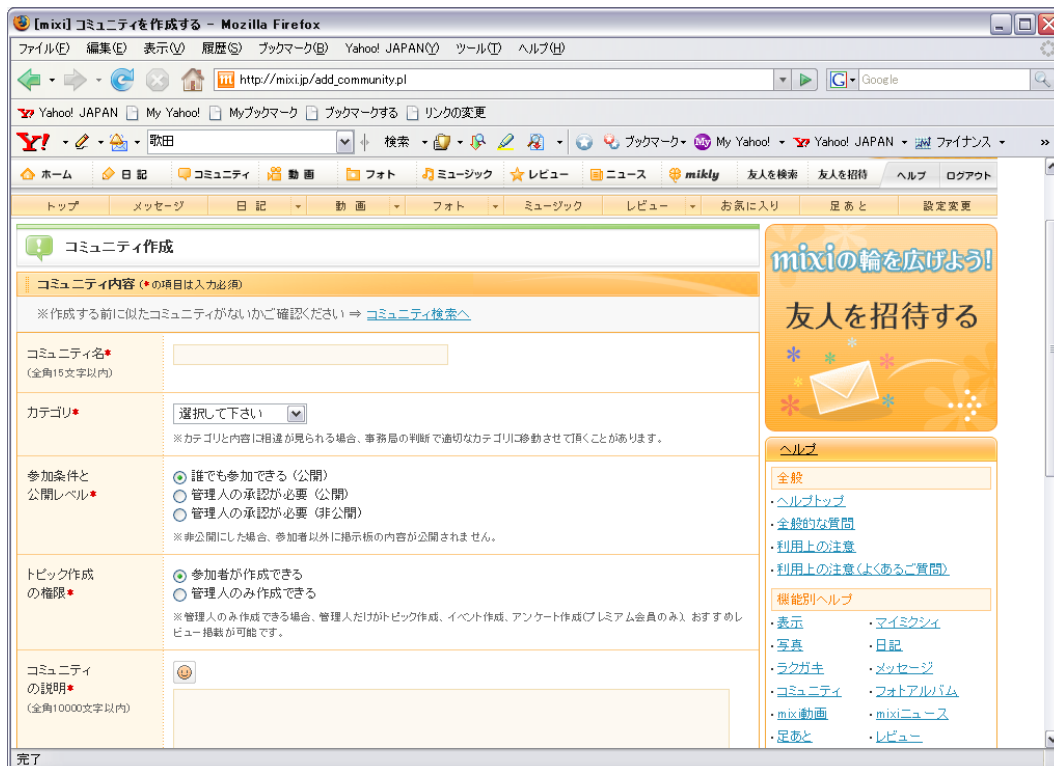 [mixi] コミュニティを作成する - Mozilla Firefox
ファイル(F) 編集(E) 表示(V) 履歴(S) ブックマーク(B) Yahoo! JAPAN(Y) ツール(T) ヘルプ(H)
http://mixi.jp/add_community.pl
G Google
Yahoo! JAPAN My Yahoo! Myブックマーク ブックマークする リンクの変更
Y! 歌田 検索 ブックマーク My Yahoo! Yahoo! JAPAN ファイナンス »
ホーム 日記 コミュニティ 動画 フォト ミュージック レビュー ニュース mikly 友人を検索 友人を招待 ヘルプ ログアウト
トップ メッセージ 日記 動画 フォト ミュージック レビュー お気に入り 足あと 設定変更
コミュニティ作成
コミュニティ内容 (*の項目は入力必須)
※作成する前に似たコミュニティがないかご確認ください ⇒ コミュニティ検索へ
コミュニティ名*
(全角15文字以内)
カテゴリ*
選択して下さい
※カテゴリと内容に相違が見られる場合、事務局の判断で適切なカテゴリに移動させて頂くことがあります。
参加条件と
公開レベル*
誰でも参加できる (公開)
管理人の承認が必要 (公開)
管理人の承認が必要 (非公開)
※非公開にした場合、参加者以外に掲示板の内容が公開されません。
トピック作成
の権限*
参加者が作成できる
管理人のみ作成できる
※管理人のみ作成できる場合、管理人だけがトピック作成、イベント作成、アンケート作成(プレミアム会員のみ)、おすすめレ
ビュー掲載が可能です。
コミュニティ
の説明*
(全角10000文字以内)
mixiの輪を広げよう!
友人を招待する
ヘルプ
全般
・ヘルプトップ
・全般的な質問
・利用上の注意
・利用上の注意(よくあるご質問)
機能別ヘルプ
・表示 ・マイミクシィ
・写真 ・日記
・ラクガキ ・メッセージ
・コミュニティ ・フォトアルバム
・mixi動画 ・mixiニュース
・足あと ・レビュー
完了